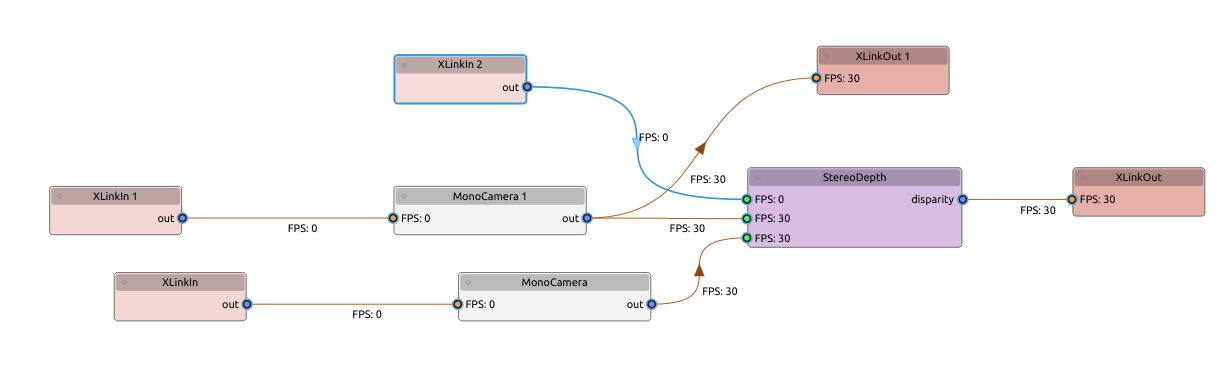 XLinkIn 2
out
FPS: 0
XLinkOut 1
FPS: 30
FPS: 30
XLinkIn 1
out
FPS: 0
MonoCamera 1
FPS: 0
out
FPS: 30
StereoDepth
FPS: 0
disparity
FPS: 30
FPS: 30
FPS: 30
XLinkOut
FPS: 30
XLinkIn
out
FPS: 0
MonoCamera
FPS: 0
out
FPS: 30